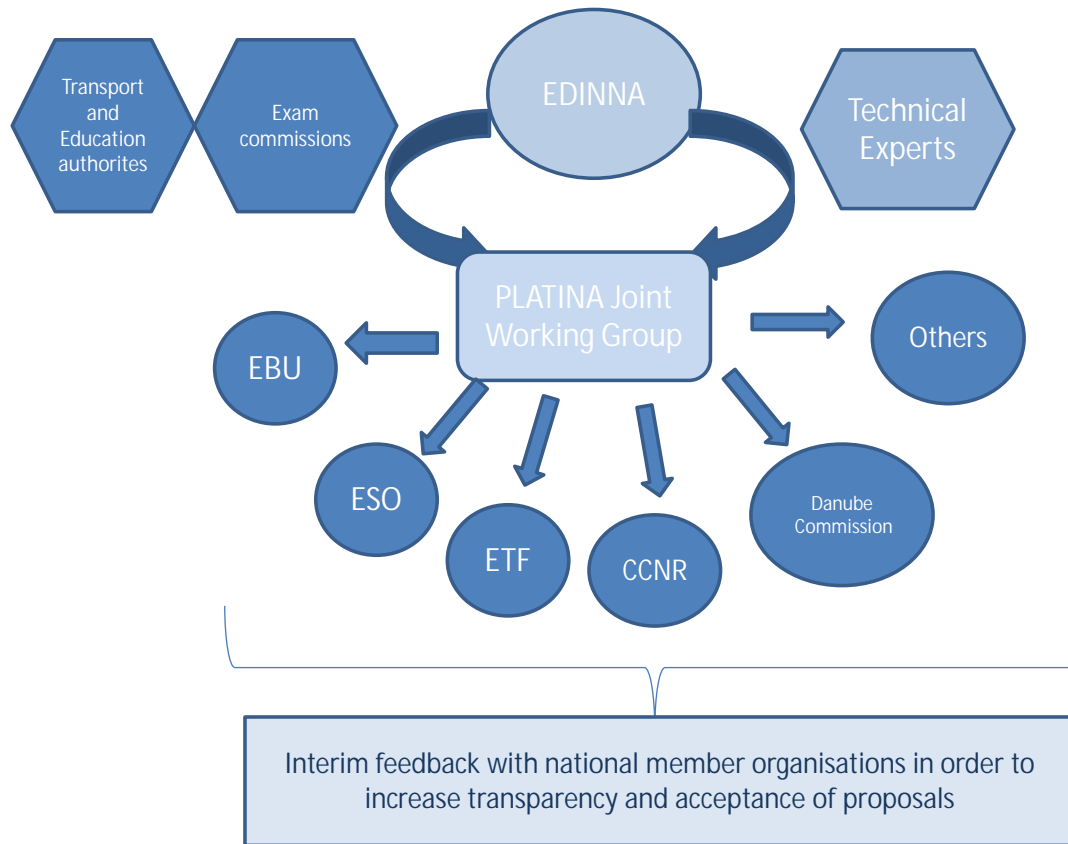 Transport
and
Education
authorites
Exam
commissions
EDINNA
Technical
Experts
PLATINA Joint
Working Group
EBU
Others
ESO
Danube
Commission
ETF
CCNR
Interim feedback with national member organisations in order to
increase transparency and acceptance of proposals